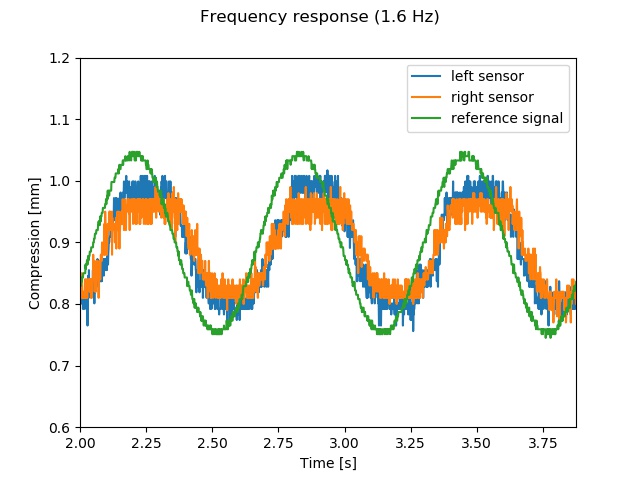 Frequency response (1.6 Hz)
1.2
1.1
1.0
0.9
0.8
0.7
0.6
Compression [mm]
left sensor
right sensor
reference signal
2.00 2.25 2.50 2.75 3.00 3.25 3.50 3.75
Time [s]